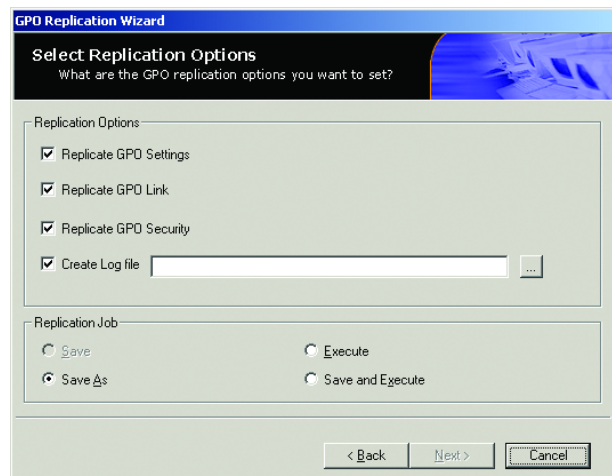 GPO Replication Wizard
Select Replication Options
What are the GPO replication options you want to set?
Replication Options
Replicate GPO Settings
Replicate GPO Link
Replicate GPO Security
Create Log file
...
Replication Job
Save
Execute
Save As
Save and Execute
< Back
Next >
Cancel